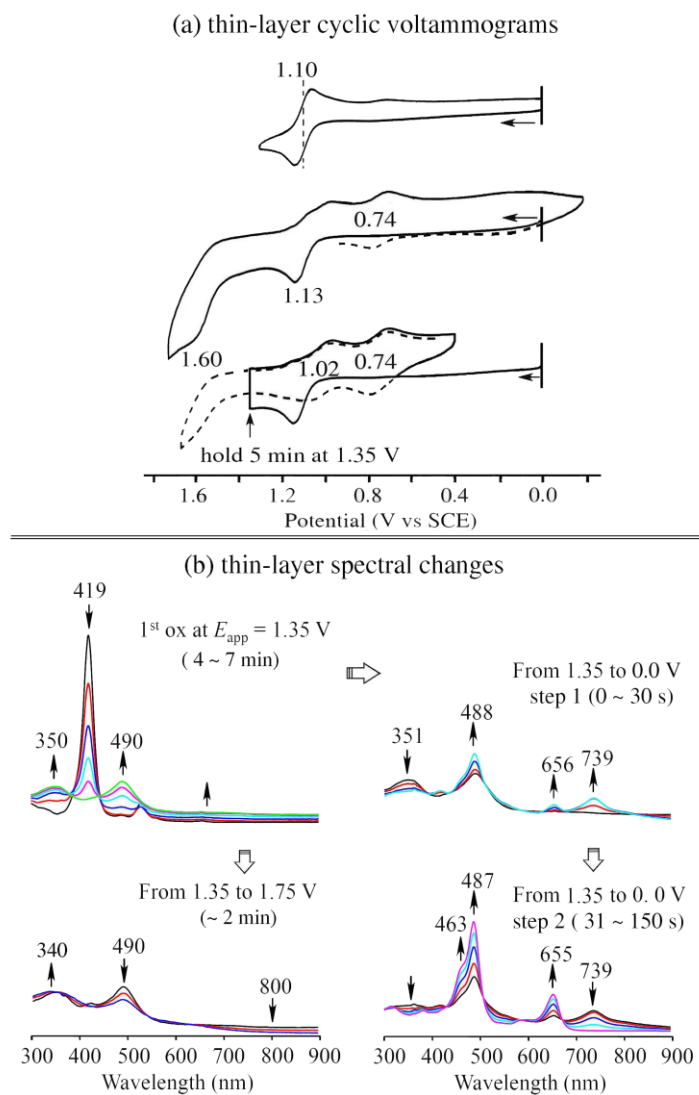 (a) thin-layer cyclic voltammograms
1.10
0.74
1.13
1.60
1.02
0.74
hold 5 min at 1.35 V
1.6 1.2 0.8 0.4 0.0
Potential (V vs SCE)
(b) thin-layer spectral changes
419
1st ox at Eapp = 1.35 V
( 4 ~ 7 min)
350
490
From 1.35 to 0.0 V
step 1 (0 ~ 30 s)
488
351
656
739
From 1.35 to 1.75 V
(~ 2 min)
340
490
800
300 400 500 600 700 800 900
Wavelength (nm)
487
From 1.35 to 0. 0 V
step 2 ( 31 ~ 150 s)
463
655
739
300 400 500 600 700 800 900
Wavelength (nm)